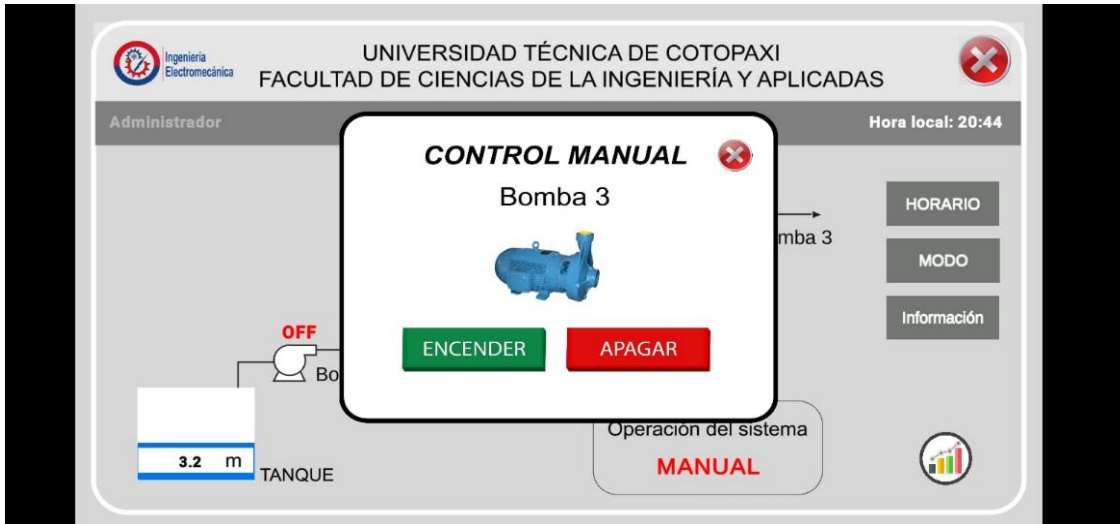 Ingeniería
Electromecánica
UNIVERSIDAD TÉCNICA DE COTOPAXI
FACULTAD DE CIENCIAS DE LA INGENIERÍA Y APLICADAS
Administrador
Hora local: 20:44
CONTROL MANUAL
Bomba 3
ENCENDER
APAGAR
mba 3
HORARIO
MODO
Información
OFF
Bo
3.2 m
TANQUE
Operación del sistema
MANUAL